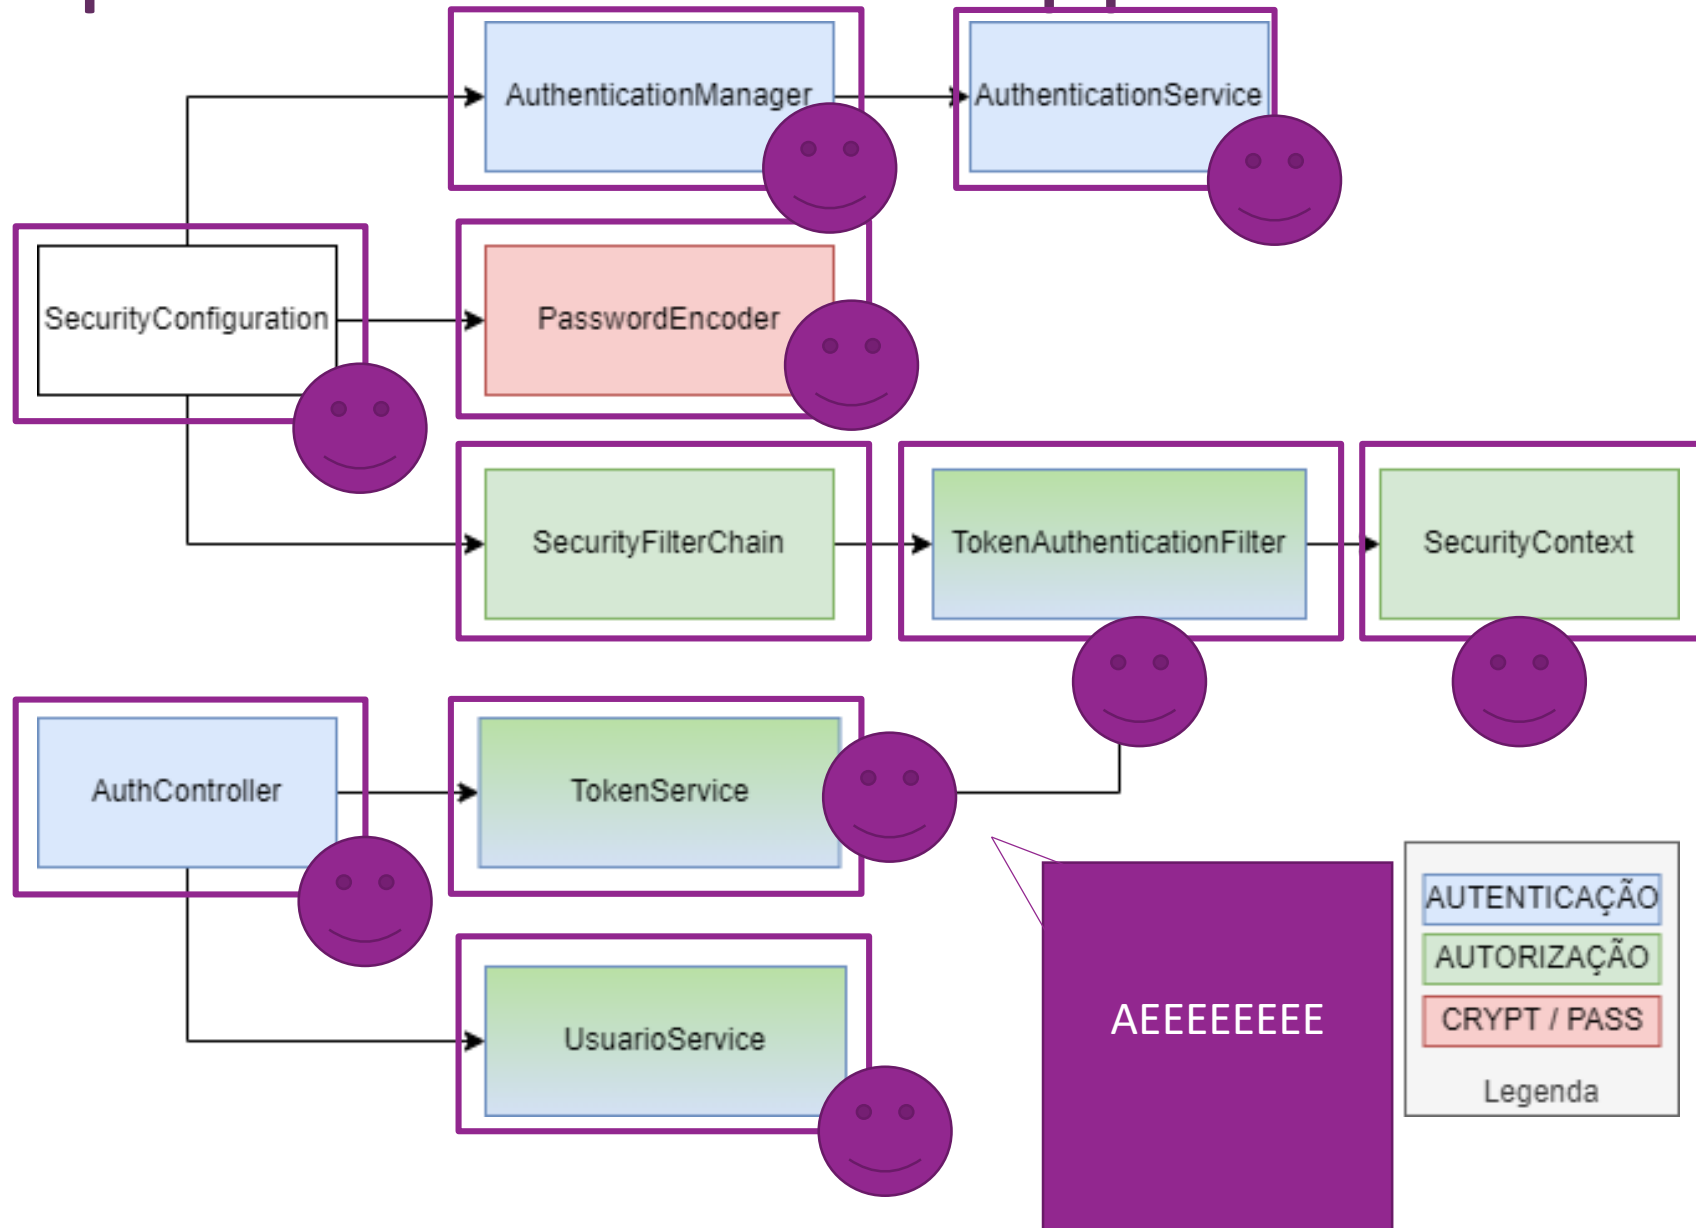 AuthenticationManager
AuthenticationService
SecurityConfiguration
PasswordEncoder
SecurityFilterChain
TokenAuthenticationFilter
SecurityContext
AuthController
TokenService
UsuarioService
AEEEEEEEE
AUTENTICAÇÃO
AUTORIZAÇÃO
CRYPT / PASS
Legenda